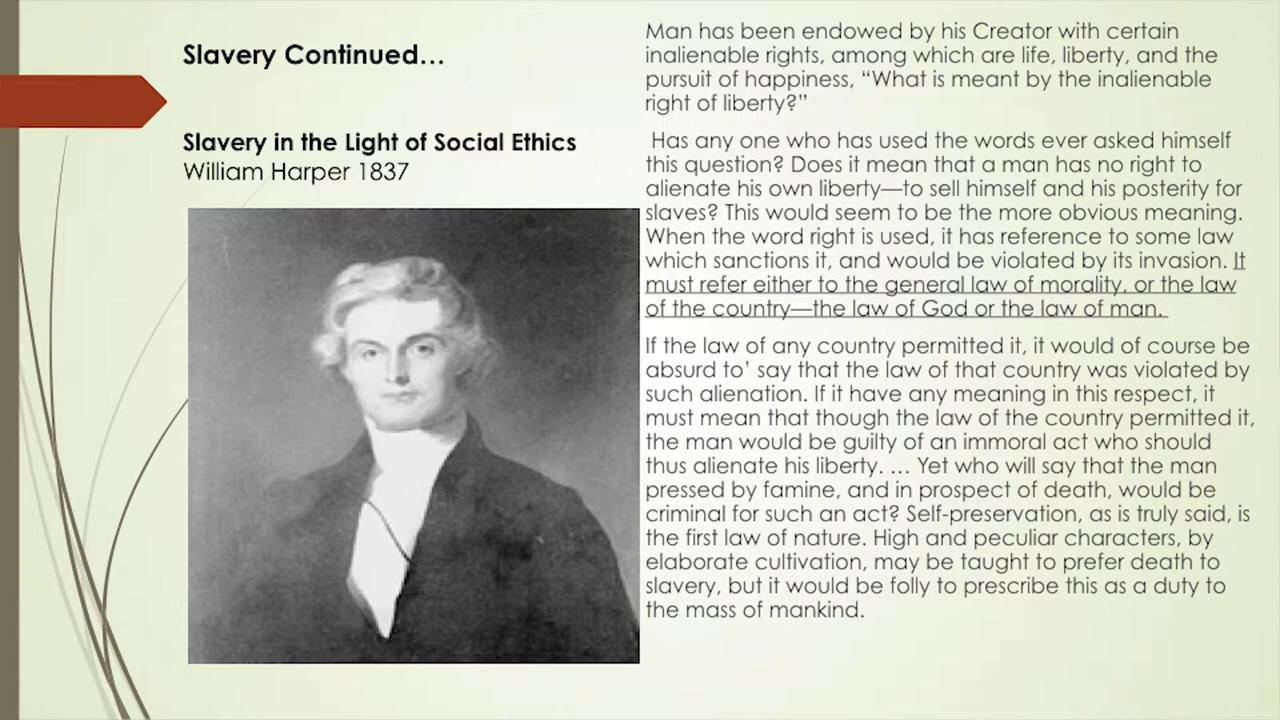 Slavery Continued…
Slavery in the Light of Social Ethics
William Harper 1837
Man has been endowed by his Creator with certain
inalienable rights, among which are life, liberty, and the
pursuit of happiness, “What is meant by the inalienable
right of liberty?”
Has any one who has used the words ever asked himself
this question? Does it mean that a man has no right to
alienate his own liberty—to sell himself and his posterity for
slaves? This would seem to be the more obvious meaning.
When the word right is used, it has reference to some law
which sanctions it, and would be violated by its invasion. It
must refer either to the general law of morality, or the law
of the country—the law of God or the law of man.
If the law of any country permitted it, it would of course be
absurd to’ say that the law of that country was violated by
such alienation. If it have any meaning in this respect, it
must mean that though the law of the country permitted it,
the man would be guilty of an immoral act who should
thus alienate his liberty. … Yet who will say that the man
pressed by famine, and in prospect of death, would be
criminal for such an act? Self-preservation, as is truly said, is
the first law of nature. High and peculiar characters, by
elaborate cultivation, may be taught to prefer death to
slavery, but it would be folly to prescribe this as a duty to
the mass of mankind.